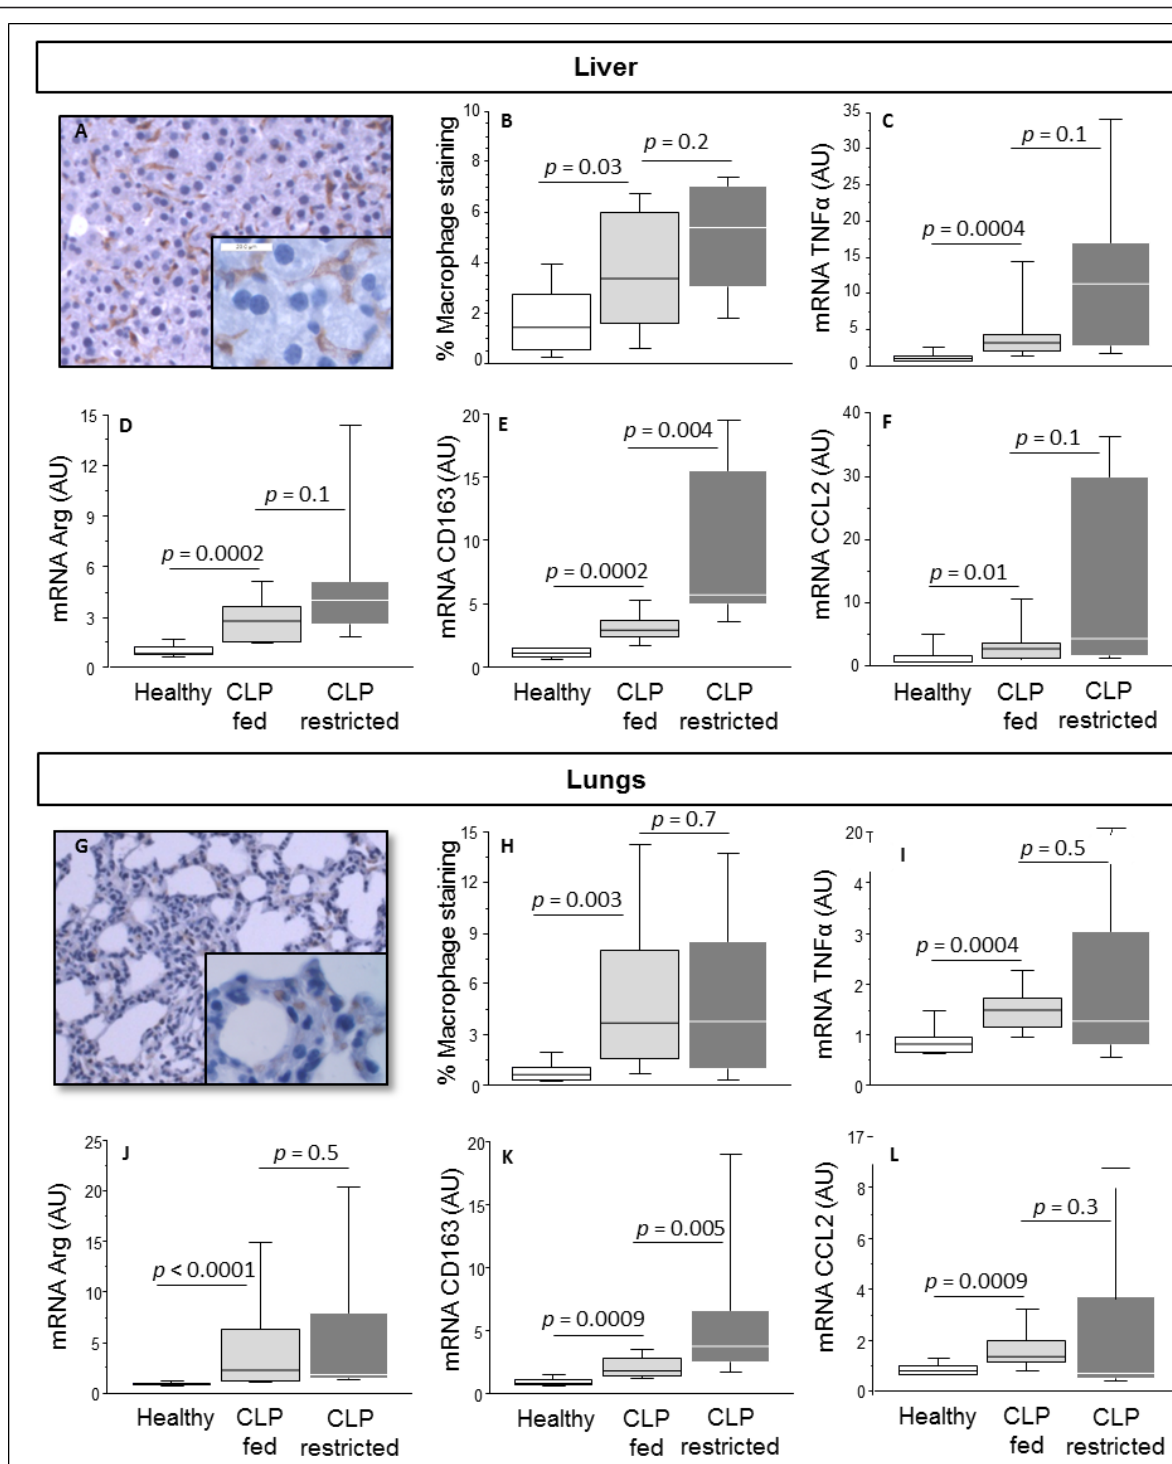 Liver
A
B
% Macrophage staining
10
8
6
4
2
0
p = 0.03
p = 0.2
C
mRNA TNFα (AU)
35
30
25
20
15
10
5
0
p = 0.0004
p = 0.1
D
mRNA Arg (AU)
15
12
9
6
3
0
p = 0.0002
p = 0.1
Healthy
CLP
fed
CLP
restricted
E
mRNA CD163 (AU)
20
15
10
5
0
p = 0.0002
p = 0.004
Healthy
CLP
fed
CLP
restricted
F
mRNA CCL2 (AU)
40
30
20
10
0
p = 0.01
p = 0.1
Healthy
CLP
fed
CLP
restricted
Lungs
G
H
% Macrophage staining
15
12
9
6
3
0
p = 0.003
p = 0.7
I
mRNA TNFα (AU)
20
4
3
2
1
0
p = 0.0004
p = 0.5
J
mRNA Arg (AU)
25
20
15
10
5
0
p < 0.0001
p = 0.5
Healthy
CLP
fed
CLP
restricted
K
mRNA CD163 (AU)
20
15
10
5
0
p = 0.0009
p = 0.005
Healthy
CLP
fed
CLP
restricted
L
mRNA CCL2 (AU)
17
8
6
4
2
0
p = 0.0009
p = 0.3
Healthy
CLP
fed
CLP
restricted